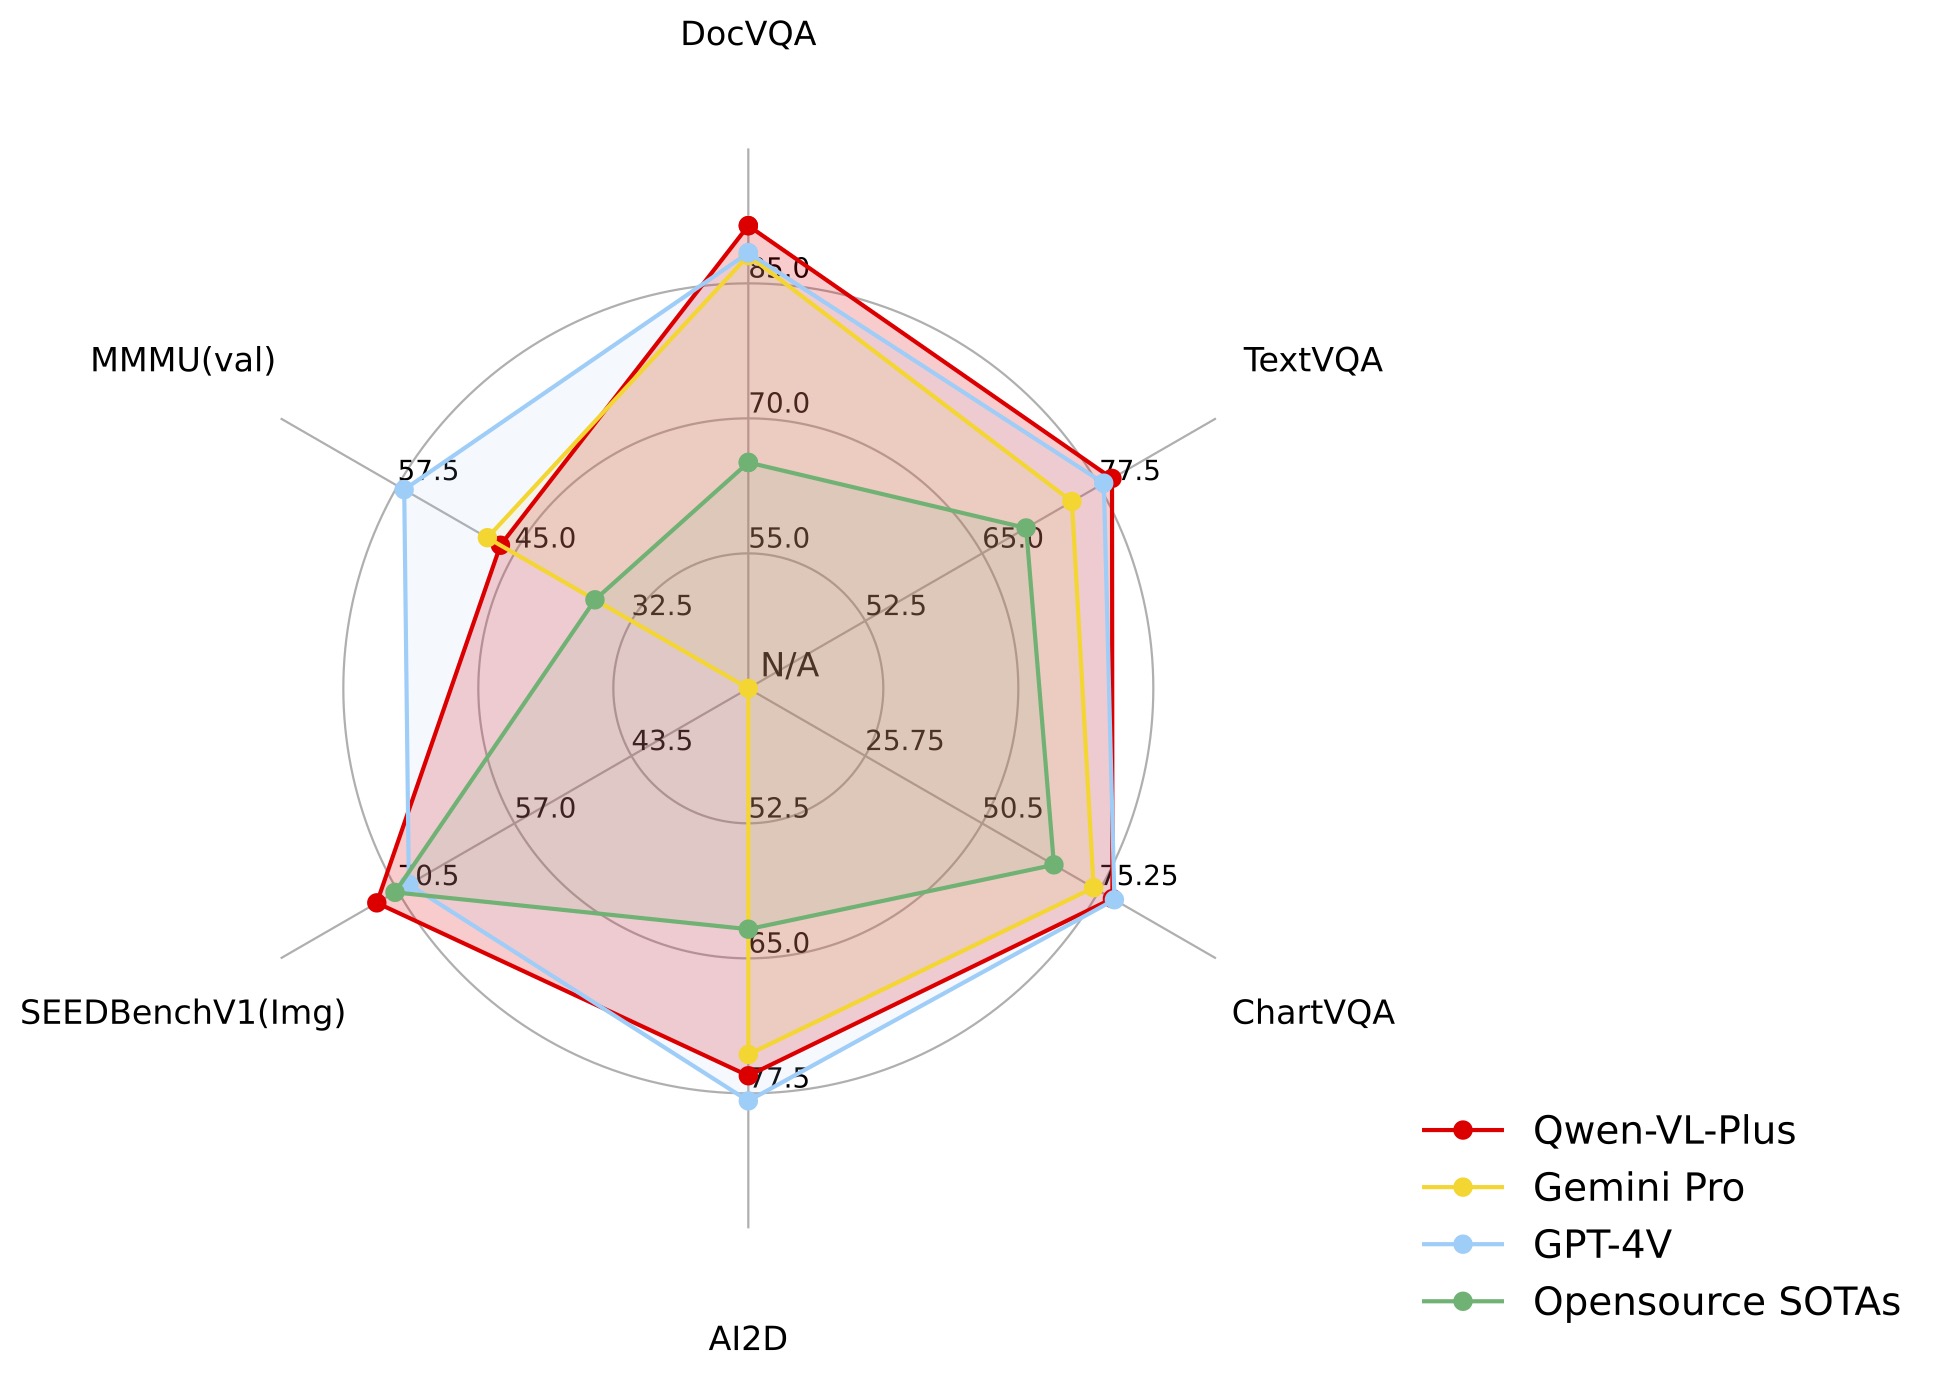 DocVQA
85.0
TextVQA
MMMU(val)
70.0
57.5
77.5
45.0
55.0
65.0
32.5
52.5
N/A
43.5
25.75
57.0
52.5
50.5
70.5
75.25
65.0
SEEDBenchV1(Img)
ChartVQA
77.5
Qwen-VL-Plus
Gemini Pro
GPT-4V
Opensource SOTAs
AI2D